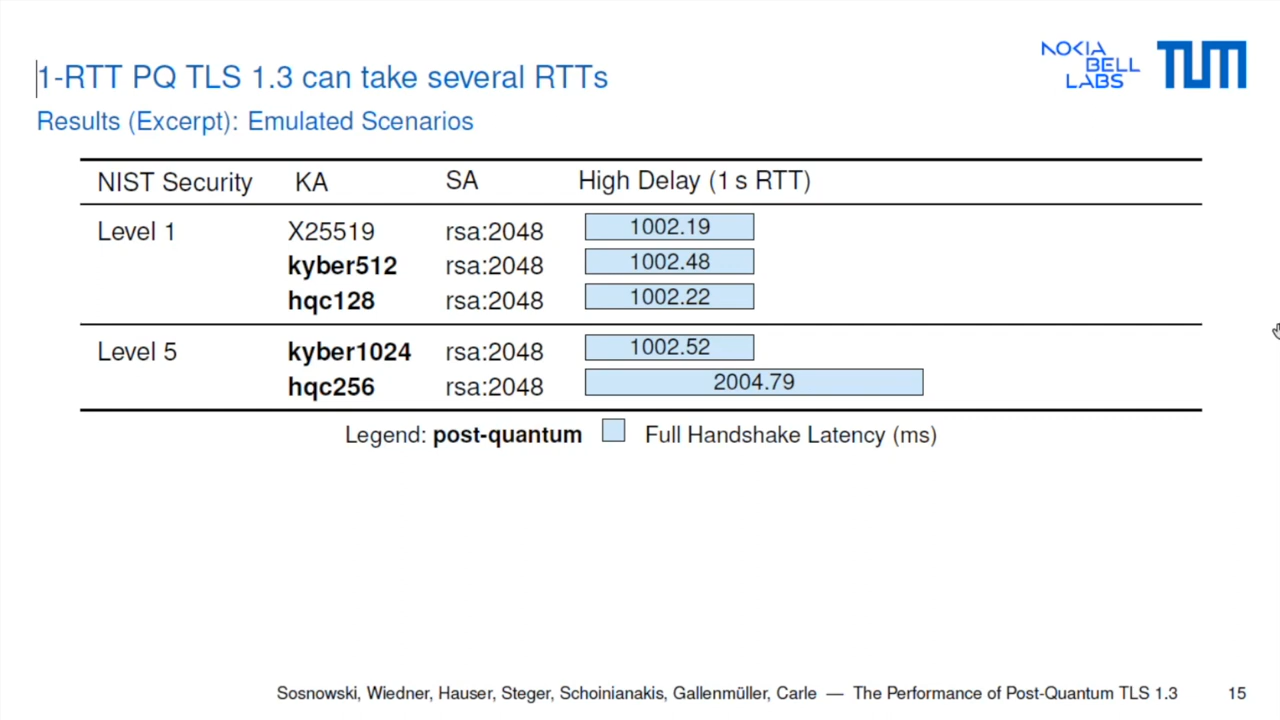 NOKIA
BELL
LABS
TUM
1-RTT PQ TLS 1.3 can take several RTTs
Results (Excerpt): Emulated Scenarios
NIST Security KA SA High Delay (1 s RTT)
Level 1 X25519 rsa:2048 1002.19
kyber512 rsa:2048 1002.48
hqc128 rsa:2048 1002.22
Level 5 kyber1024 rsa:2048 1002.52
hqc256 rsa:2048 2004.79
Legend: post-quantum Full Handshake Latency (ms)
Sosnowski, Wiedner, Hauser, Steger, Schoinianakis, Gallenmüller, Carle — The Performance of Post-Quantum TLS 1.3 15